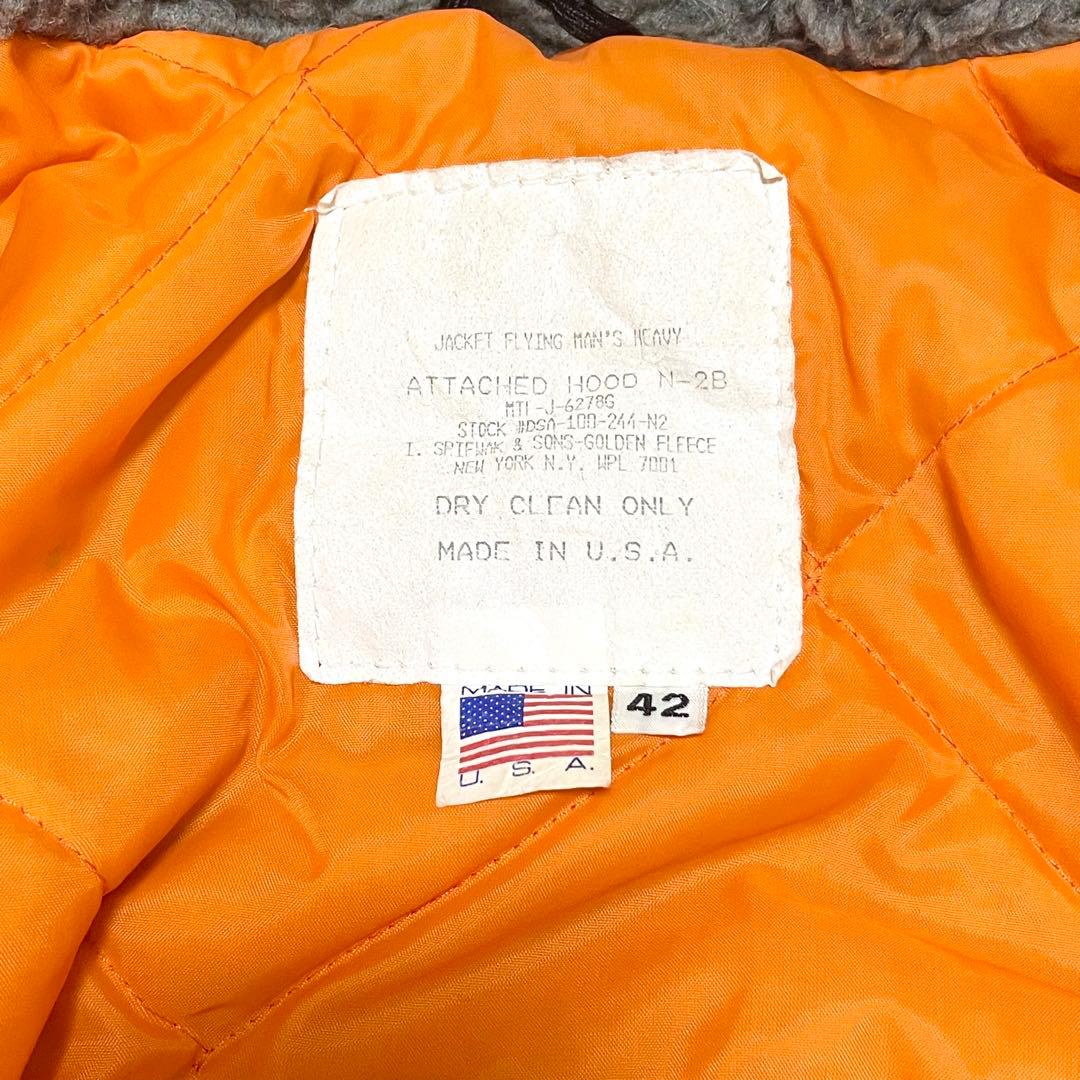 JACKET FLYING MAN'S HEAVY
ATTACHED HOOD N-2B
MTL-J-6278G
STOCK #DSA-100-244-N2
I. SPIEWAK & SONS-GOLDEN FLEECE
NEW YORK N.Y. WPL 7001
DRY CLEAN ONLY
MADE IN U.S.A.
MADE IN
U. S. A.
42